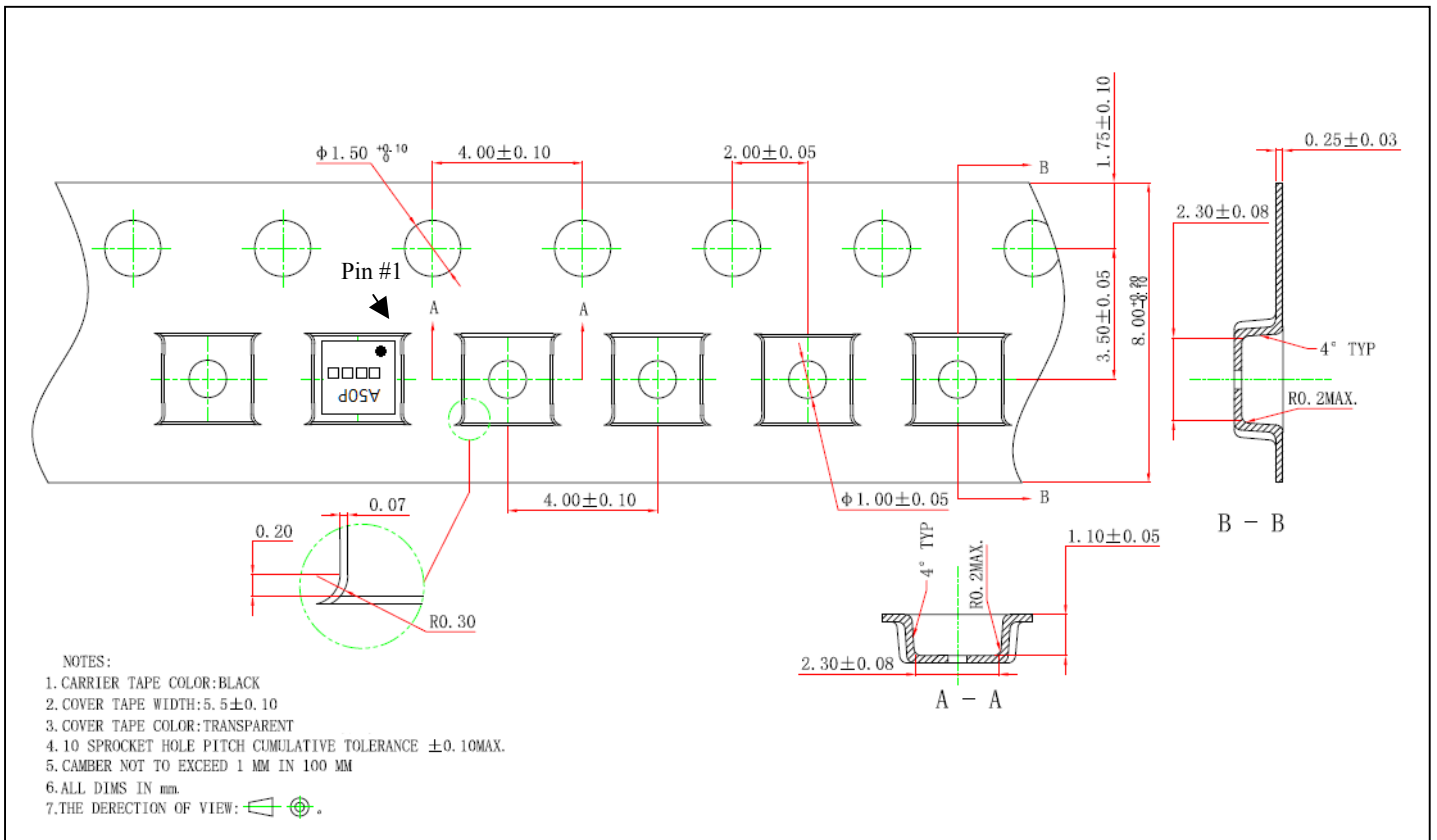 φ1.50 +0.10 0
4.00±0.10
2.00±0.05
B
1.75±0.10
0.25±0.03
2.30±0.08
Pin #1
A
A
3.50±0.05
4° TYP
R0.2MAX.
A50P
4.00±0.10
φ1.00±0.05
B
B - B
0.07
0.20
R0.30
4° TYP
R0.2MAX.
1.10±0.05
2.30±0.08
A - A
NOTES:
1. CARRIER TAPE COLOR:BLACK
2. COVER TAPE WIDTH:5.5±0.10
3. COVER TAPE COLOR:TRANSPARENT
4. 10 SPROCKET HOLE PITCH CUMULATIVE TOLERANCE ±0.10MAX.
5. CAMBER NOT TO EXCEED 1 MM IN 100 MM
6. ALL DIMS IN mm.
7. THE DERECTION OF VIEW: